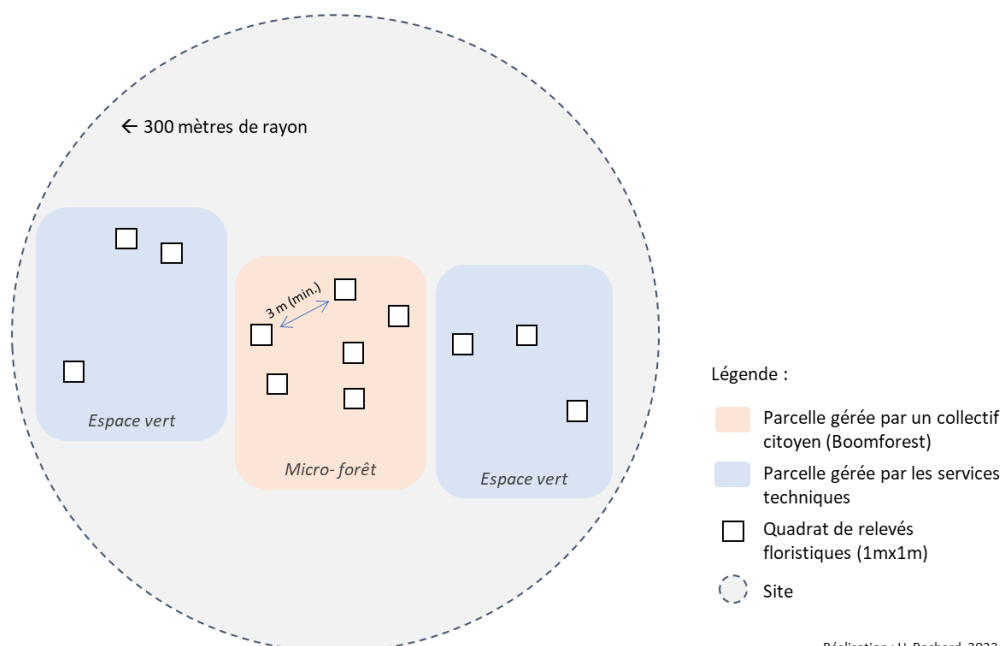 ← 300 mètres de rayon
3 m (min.)
Espace vert
Micro- forêt
Espace vert
Légende :
Parcelle gérée par un collectif
citoyen (Boomforest)
Parcelle gérée par les services
techniques
Quadrat de relevés
floristiques (1mx1m)
Site